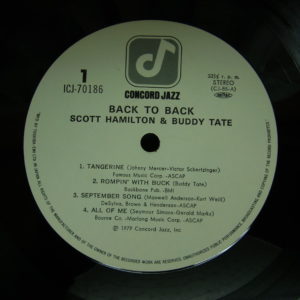 CONCORD JAZZ
1
ICJ-70186
33⅓ r. p. m.
STEREO
(CJ-85-A)
BACK TO BACK
SCOTT HAMILTON & BUDDY TATE
1. TANGERINE (Johnny Mercer-Victor Schertzinger)
Famous Music Corp. -ASCAP
2. ROMPIN' WITH BUCK (Buddy Tate)
Backbone Pub. -BMI
3. SEPTEMBER SONG (Maxwell Anderson-Kurt Weill)
DeSylva, Brown & Henderson-ASCAP
4. ALL OF ME (Seymour Simons-Gerald Marks)
Bourne Co. -Marlong Music Corp. -ASCAP
℗ 1979 Concord Jazz, Inc